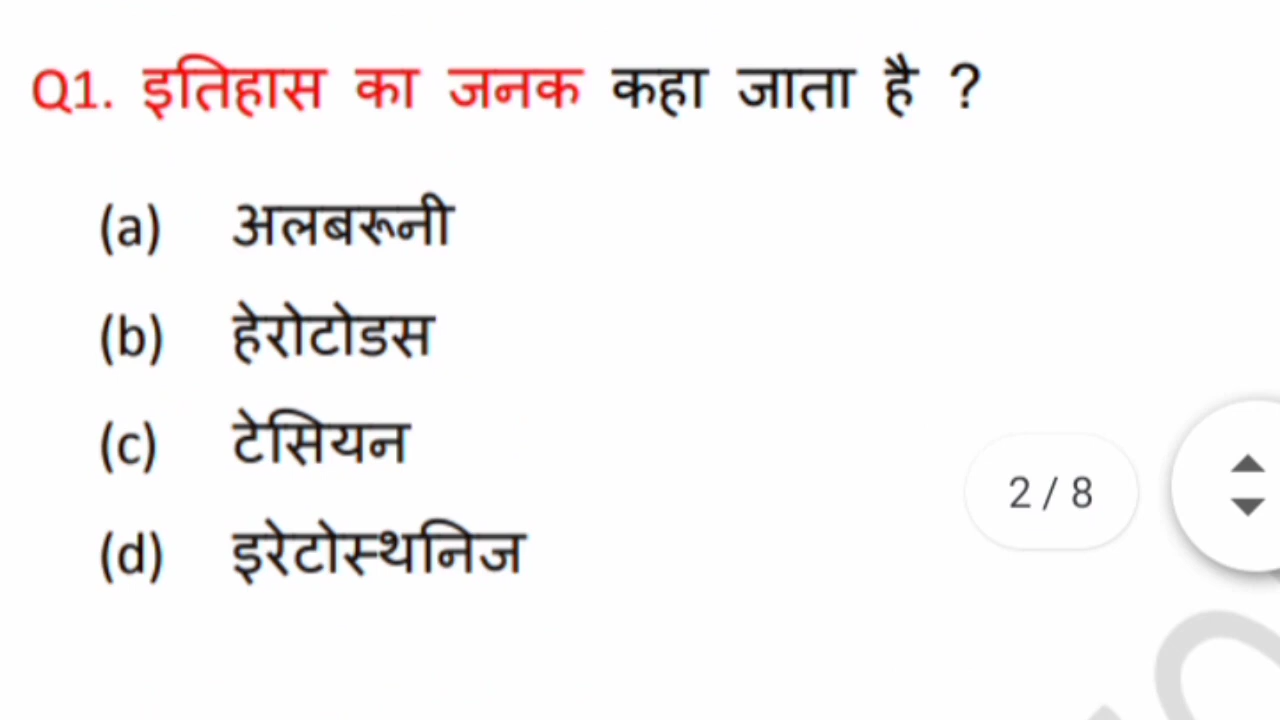 Q1. इतिहास का जनक कहा जाता है ?
(a) अलबरूनी
(b) हेरोटोडस
(c) टेसियन
(d) इरेटोस्थनिज
2 / 8